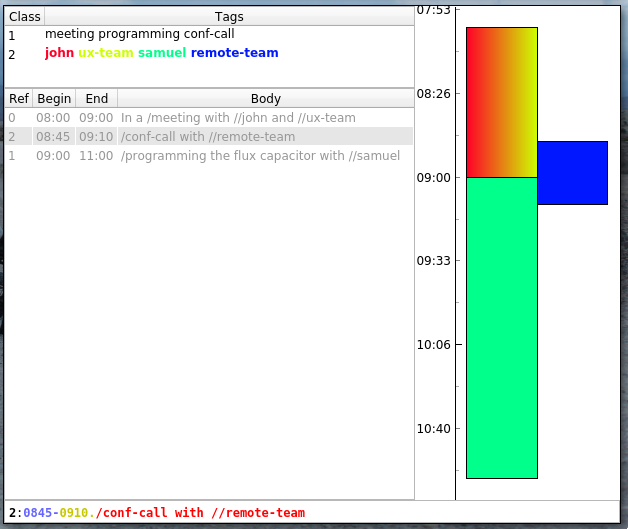 Class Tags
1 meeting programming conf-call
2 john ux-team samuel remote-team
Ref Begin End Body
0 08:00 09:00 In a /meeting with //john and //ux-team
2 08:45 09:10 /conf-call with //remote-team
1 09:00 11:00 /programming the flux capacitor with //samuel
2:0845-0910./conf-call with //remote-team
07:53
08:26
09:00
09:33
10:06
10:40